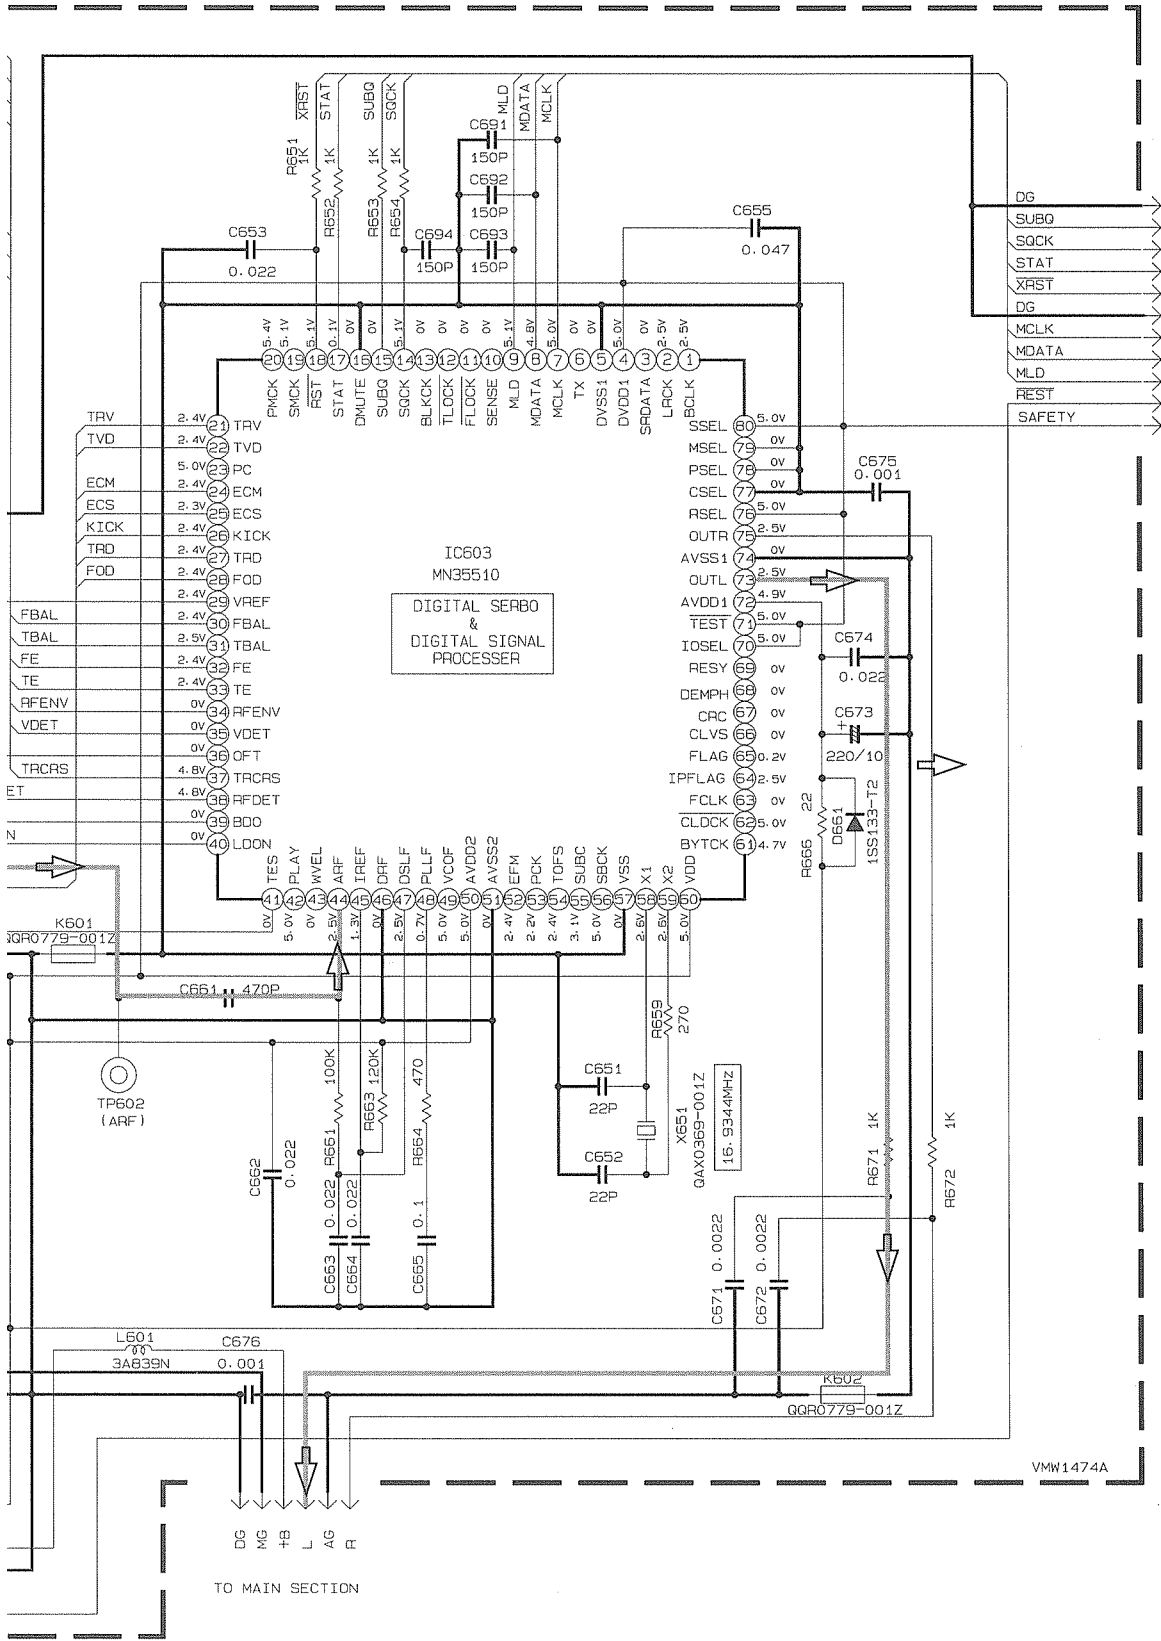 XRST
STAT
SUBQ
SQCK
MLD
MDATA
MCLK
R651
1K
R652
1K
R653
1K
R654
1K
C691
150P
C692
150P
C694
150P
C693
150P
C653
0.022
C655
0.047
DG
SUBQ
SQCK
STAT
XRST
DG
MCLK
MDATA
MLD
REST
SAFETY
5.4V 5.1V 5.1V 0.1V 0V 0V 5.1V 0V 0V 0V 0V 5.1V 4.8V 5.0V 0V 0V 5.0V 0V 2.5V 2.5V
20 19 18 17 16 15 14 13 12 11 10 9 8 7 6 5 4 3 2 1
PMCK SMCK RST STAT DMUTE SUBQ SQCK BLKCK TLOCK FLOCK SENSE MLD MDATA MCLK TX DVSS1 DVDD1 SRDATA LRCK BCLK
TRV 2.4V 21 TRV
TVD 2.4V 22 TVD
5.0V 23 PC
ECM 2.4V 24 ECM
ECS 2.3V 25 ECS
KICK 2.4V 26 KICK
TRD 2.4V 27 TRD
FOD 2.4V 28 FOD
2.4V 29 VREF
FBAL 2.4V 30 FBAL
TBAL 2.5V 31 TBAL
FE 2.4V 32 FE
TE 2.4V 33 TE
RFENV 0V 34 RFENV
VDET 0V 35 VDET
0V 36 OFT
TRCRS 4.8V 37 TRCRS
ET 4.8V 38 RFDET
0V 39 BDO
N 0V 40 LDON
IC603
MN35510
DIGITAL SERBO
&
DIGITAL SIGNAL
PROCESSER
SSEL 80 5.0V
MSEL 79 0V
PSEL 78 0V
CSEL 77 0V
RSEL 76 5.0V
OUTR 75 2.5V
AVSS1 74 0V
OUTL 73 2.5V
AVDD1 72 4.9V
TEST 71 5.0V
IOSEL 70 5.0V
RESY 69 0V
DEMPH 68 0V
CRC 67 0V
CLVS 66 0V
FLAG 65 0.2V
IPFLAG 64 2.5V
FCLK 63 0V
CLDCK 62 5.0V
BYTCK 61 4.7V
C675
0.001
C674
0.022
C673
+
220/10
R666
22
D661
1SS133-T2
TES PLAY WVEL ARF IREF DRF DSLF PLLF VCOF AVDD2 AVSS2 EFM PCK TOFS SUBC SBCK VSS X1 X2 VDD
41 42 43 44 45 46 47 48 49 50 51 52 53 54 55 56 57 58 59 60
0V 5.0V 0V 2.5V 1.3V 0V 2.5V 0.7V 5.0V 5.0V 0V 2.4V 2.2V 2.4V 3.1V 5.0V 0V 2.6V 2.6V 5.0V
K601
QQR0779-001Z
C661 470P
TP602
(ARF)
R661
100K
R663
120K
R664
470
R659
270
C651
22P
C652
22P
X651
QAX0369-001Z
16.9344MHZ
C662
0.022
C663
0.022
C664
0.022
C665
0.1
R671
1K
R672
1K
C671
0.0022
C672
0.0022
L601
3A839N
C676
0.001
K602
QQR0779-001Z
VMW1474A
DG
MG
+B
L
AG
R
TO MAIN SECTION